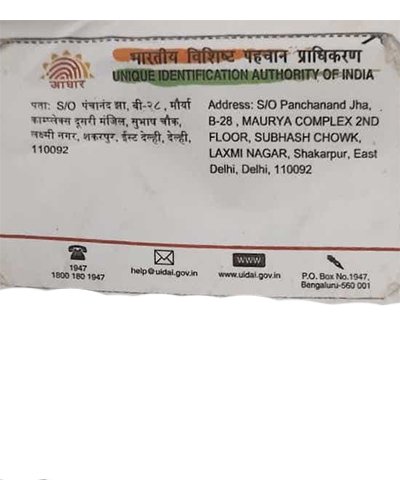 भारतीय विशिष्ट पहचान प्राधिकरण
UNIQUE IDENTIFICATION AUTHORITY OF INDIA
आधार
पता: S/O पंचानंद झा, बी-२८ , मौर्या
काम्प्लेक्स दूसरी मंजिल, सुभाष चौक,
लक्ष्मी नगर, शकरपुर, ईस्ट देल्ही, देल्ही,
110092
Address: S/O Panchanand Jha,
B-28 , MAURYA COMPLEX 2ND
FLOOR, SUBHASH CHOWK,
LAXMI NAGAR, Shakarpur, East
Delhi, Delhi, 110092
1947
1800 180 1947
help@uidai.gov.in
www
www.uidai.gov.in
P.O. Box No.1947,
Bengaluru-560 001